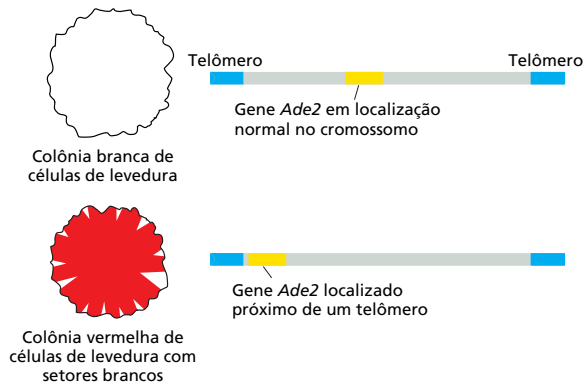 Telômero
Telômero
Gene Ade2 em localização
normal no cromossomo
Colônia branca de
células de levedura
Gene Ade2 localizado
próximo de um telômero
Colônia vermelha de
células de levedura com
setores brancos